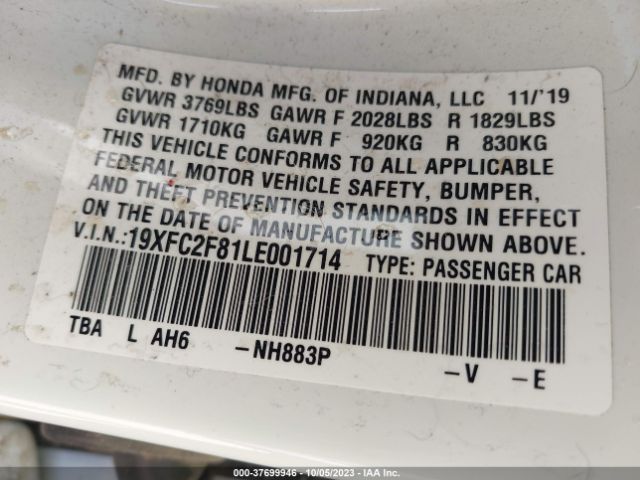 MFD. BY HONDA MFG. OF INDIANA, LLC 11/'19
GVWR 3769LBS GAWR F 2028LBS R 1829LBS
GVWR 1710KG GAWR F 920KG R 830KG
THIS VEHICLE CONFORMS TO ALL APPLICABLE
FEDERAL MOTOR VEHICLE SAFETY, BUMPER,
AND THEFT PREVENTION STANDARDS IN EFFECT
ON THE DATE OF MANUFACTURE SHOWN ABOVE.
V.I.N.:19XFC2F81LE001714 TYPE: PASSENGER CAR
TBA L AH6 -NH883P -V -E
000-37699946 - 10/05/2023 - IAA Inc.